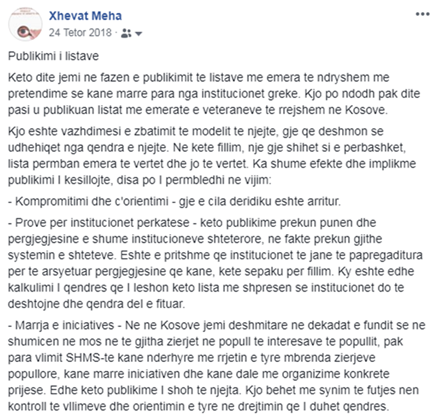 Xhevat Meha
24 Tetor 2018 ·
Publikimi i listave
Keto dite jemi ne fazen e publikimit te listave me emera te ndryshem me
pretendime se kane marre para nga institucionet greke. Kjo po ndodh pak dite
pasi u publikuan listat me emerate e veteraneve te rrejshem ne Kosove.
Kjo eshte vazhdimesi e zbatimit te modelit te njejte, gje qe deshmon se
udhehiqet nga qendra e njejte. Ne kete fillim, nje gje shihet si e perbashket,
lista permban emera te vertet dhe jo te vertet. Ka shume efekte dhe implikme
publikimi I kesillojte, disa po I permbledhi ne vijim:
- Kompromitimi dhe c'orientimi - gje e cila deridiku eshte arritur.
- Prove per institucionet perkatese - keto publikime prekun punen dhe
pergjegjesine e shume institucioneve shteterore, ne fakte prekun gjithe
systemin e shteteve. Eshte e pritshme qe institucionet te jane te papregaditura
per te arsyetuar pergjegjesine qe kane, kete sepaku per fillim. Ky eshte edhe
kalkulimi I qendres qe I leshon keto lista me shpresen se institucionet do te
deshtojne dhe qendra del e fituar.
- Marrja e iniciatives - Ne ne Kosove jemi deshmitare ne dekadat e fundit se ne
shumicen ne mos ne te gjitha zierjet ne popull te interesave te popullit, pak
para vlimit SHMS-te kane nderhyre me rrjetin e tyre mbrenda zierjeve
popullore, kane marre iniciativen dhe kane dale me organizime konkrete
prijese. Edhe keto publikime I shoh te njejta. Kjo behet me synim te futjes nen
kontroll te vllimeve dhe orientimin e tyre ne drejtimin qe I duhet qendres.